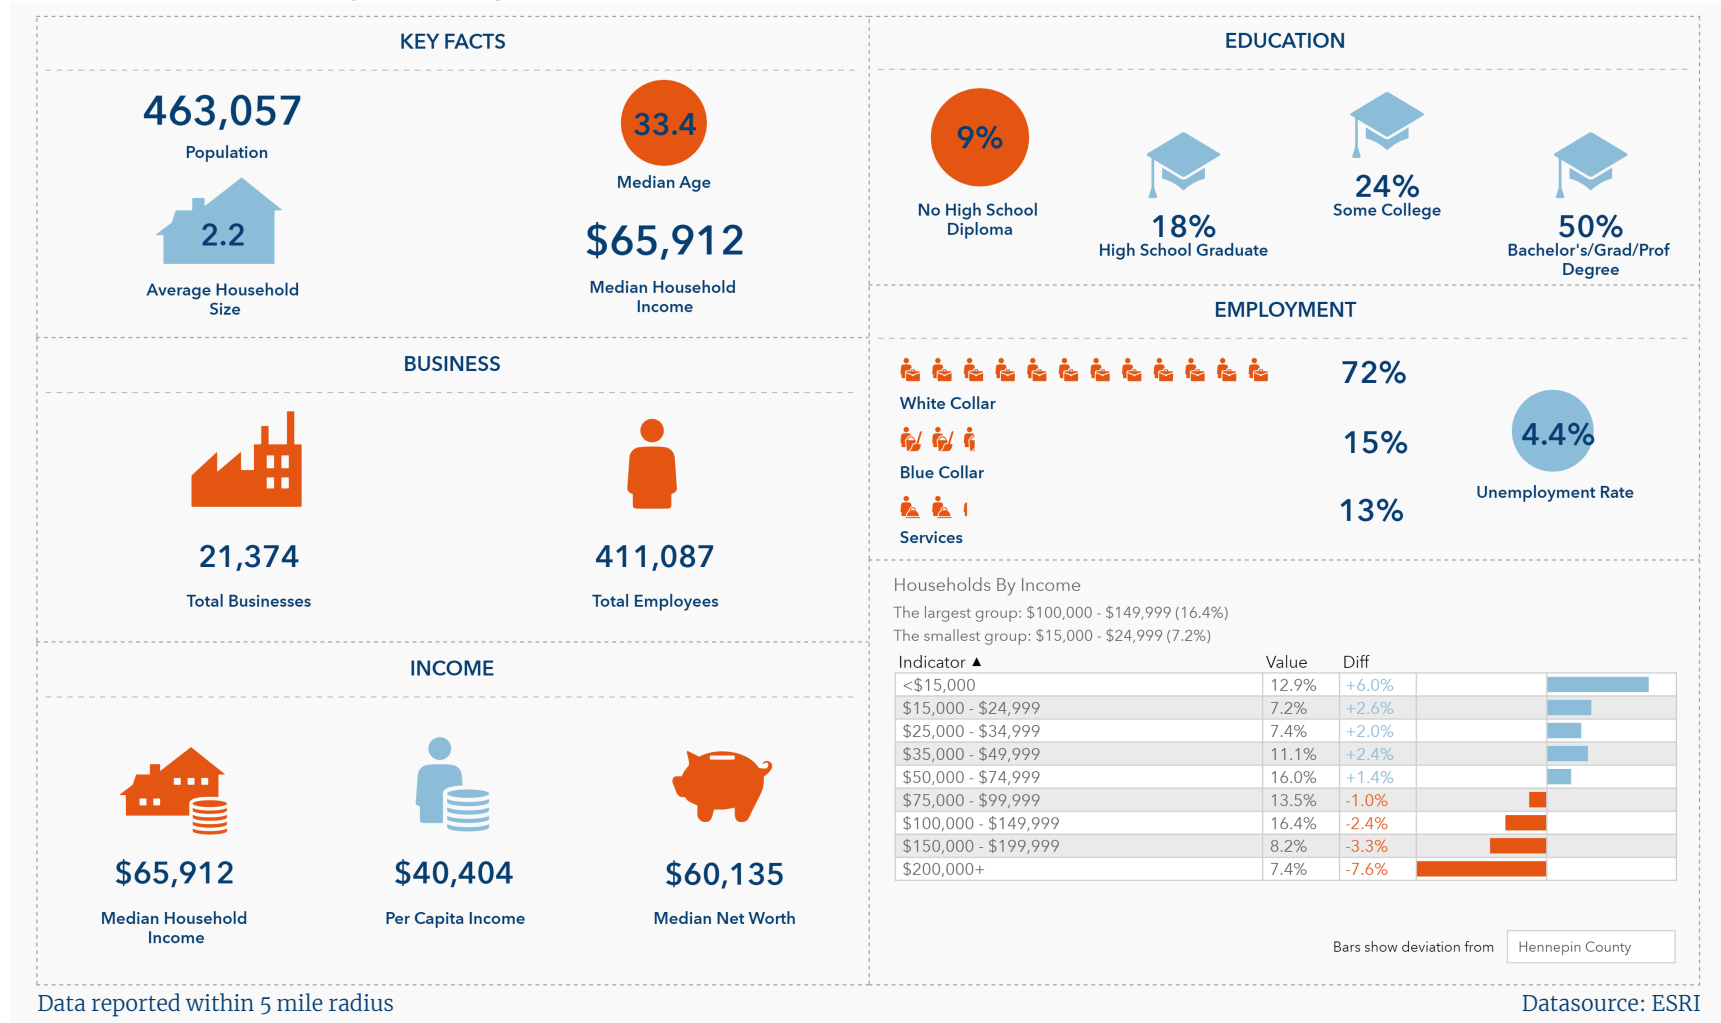 KEY FACTS
463,057
Population
33.4
Median Age
2.2
Average Household
Size
$65,912
Median Household
Income
BUSINESS
21,374
Total Businesses
411,087
Total Employees
INCOME
$65,912
Median Household
Income
$40,404
Per Capita Income
$60,135
Median Net Worth
EDUCATION
9%
No High School
Diploma
18%
High School Graduate
24%
Some College
50%
Bachelor's/Grad/Prof
Degree
EMPLOYMENT
72%
White Collar
15%
Blue Collar
13%
Services
4.4%
Unemployment Rate
Households By Income
The largest group: $100,000 - $149,999 (16.4%)
The smallest group: $15,000 - $24,999 (7.2%)
Indicator ▲ Value Diff
<$15,000 12.9% +6.0%
$15,000 - $24,999 7.2% +2.6%
$25,000 - $34,999 7.4% +2.0%
$35,000 - $49,999 11.1% +2.4%
$50,000 - $74,999 16.0% +1.4%
$75,000 - $99,999 13.5% -1.0%
$100,000 - $149,999 16.4% -2.4%
$150,000 - $199,999 8.2% -3.3%
$200,000+ 7.4% -7.6%
Bars show deviation from Hennepin County
Data reported within 5 mile radius
Datasource: ESRI